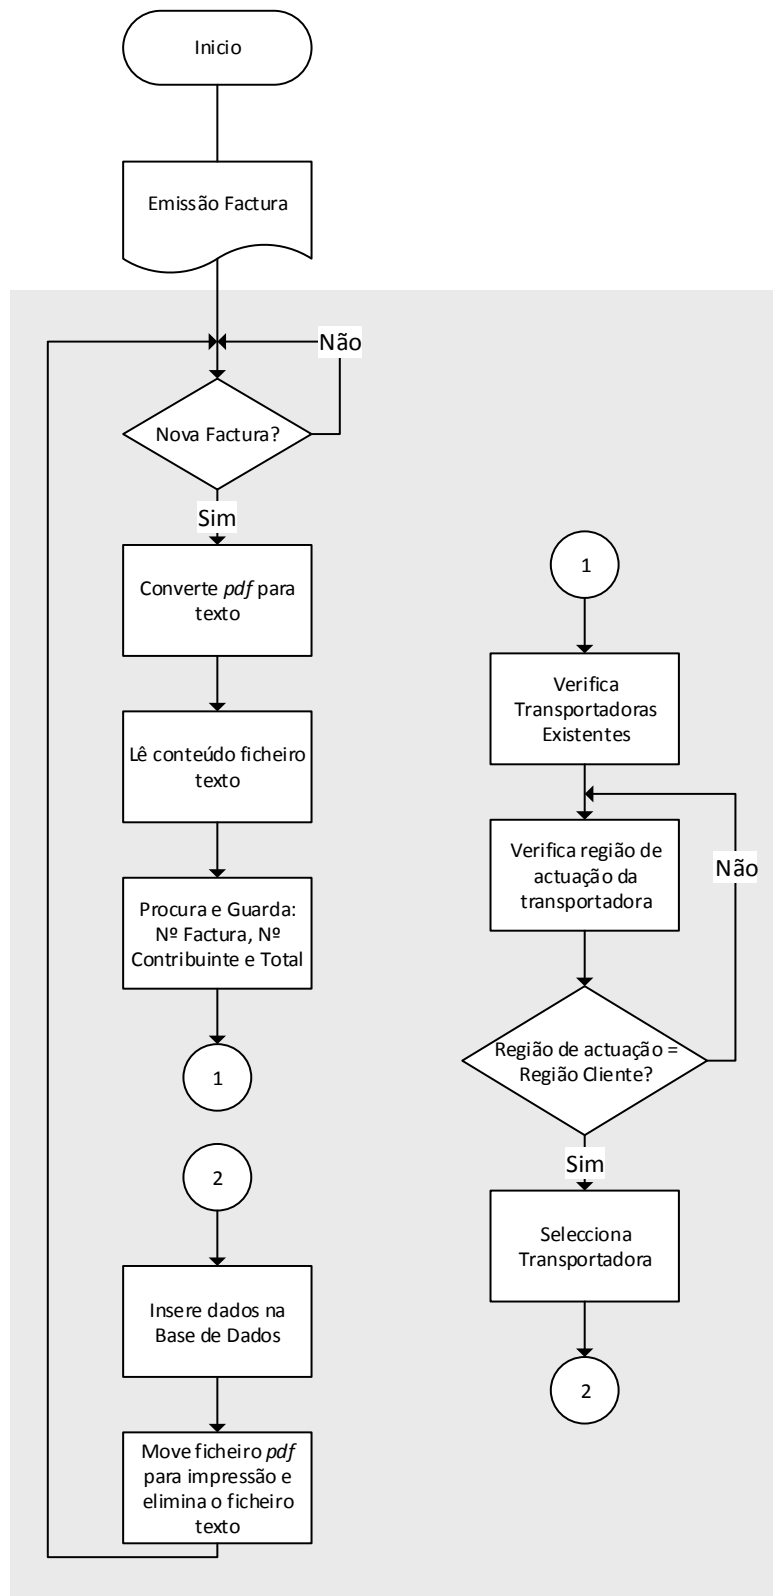 Inicio
Emissão Factura
Não
Nova Factura?
Sim
Converte pdf para
texto
Lê conteúdo ficheiro
texto
Procura e Guarda:
Nº Factura, Nº
Contribuinte e Total
1
2
Insere dados na
Base de Dados
Move ficheiro pdf
para impressão e
elimina o ficheiro
texto
1
Verifica
Transportadoras
Existentes
Verifica região de
actuação da
transportadora
Não
Região de actuação =
Região Cliente?
Sim
Selecciona
Transportadora
2